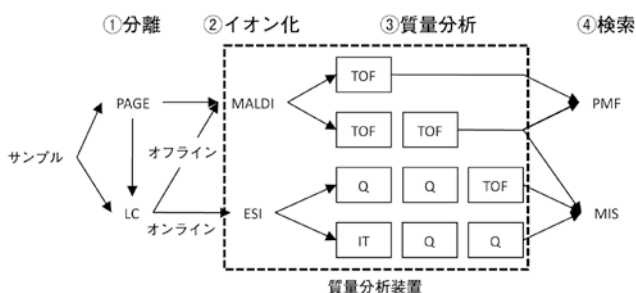 ①分離 ②イオン化 ③質量分析 ④検索
TOF
PAGE MALDI PMF
TOF TOF
サンプル オフライン
Q Q TOF
LC ESI MIS
オンライン
IT Q Q
質量分析装置